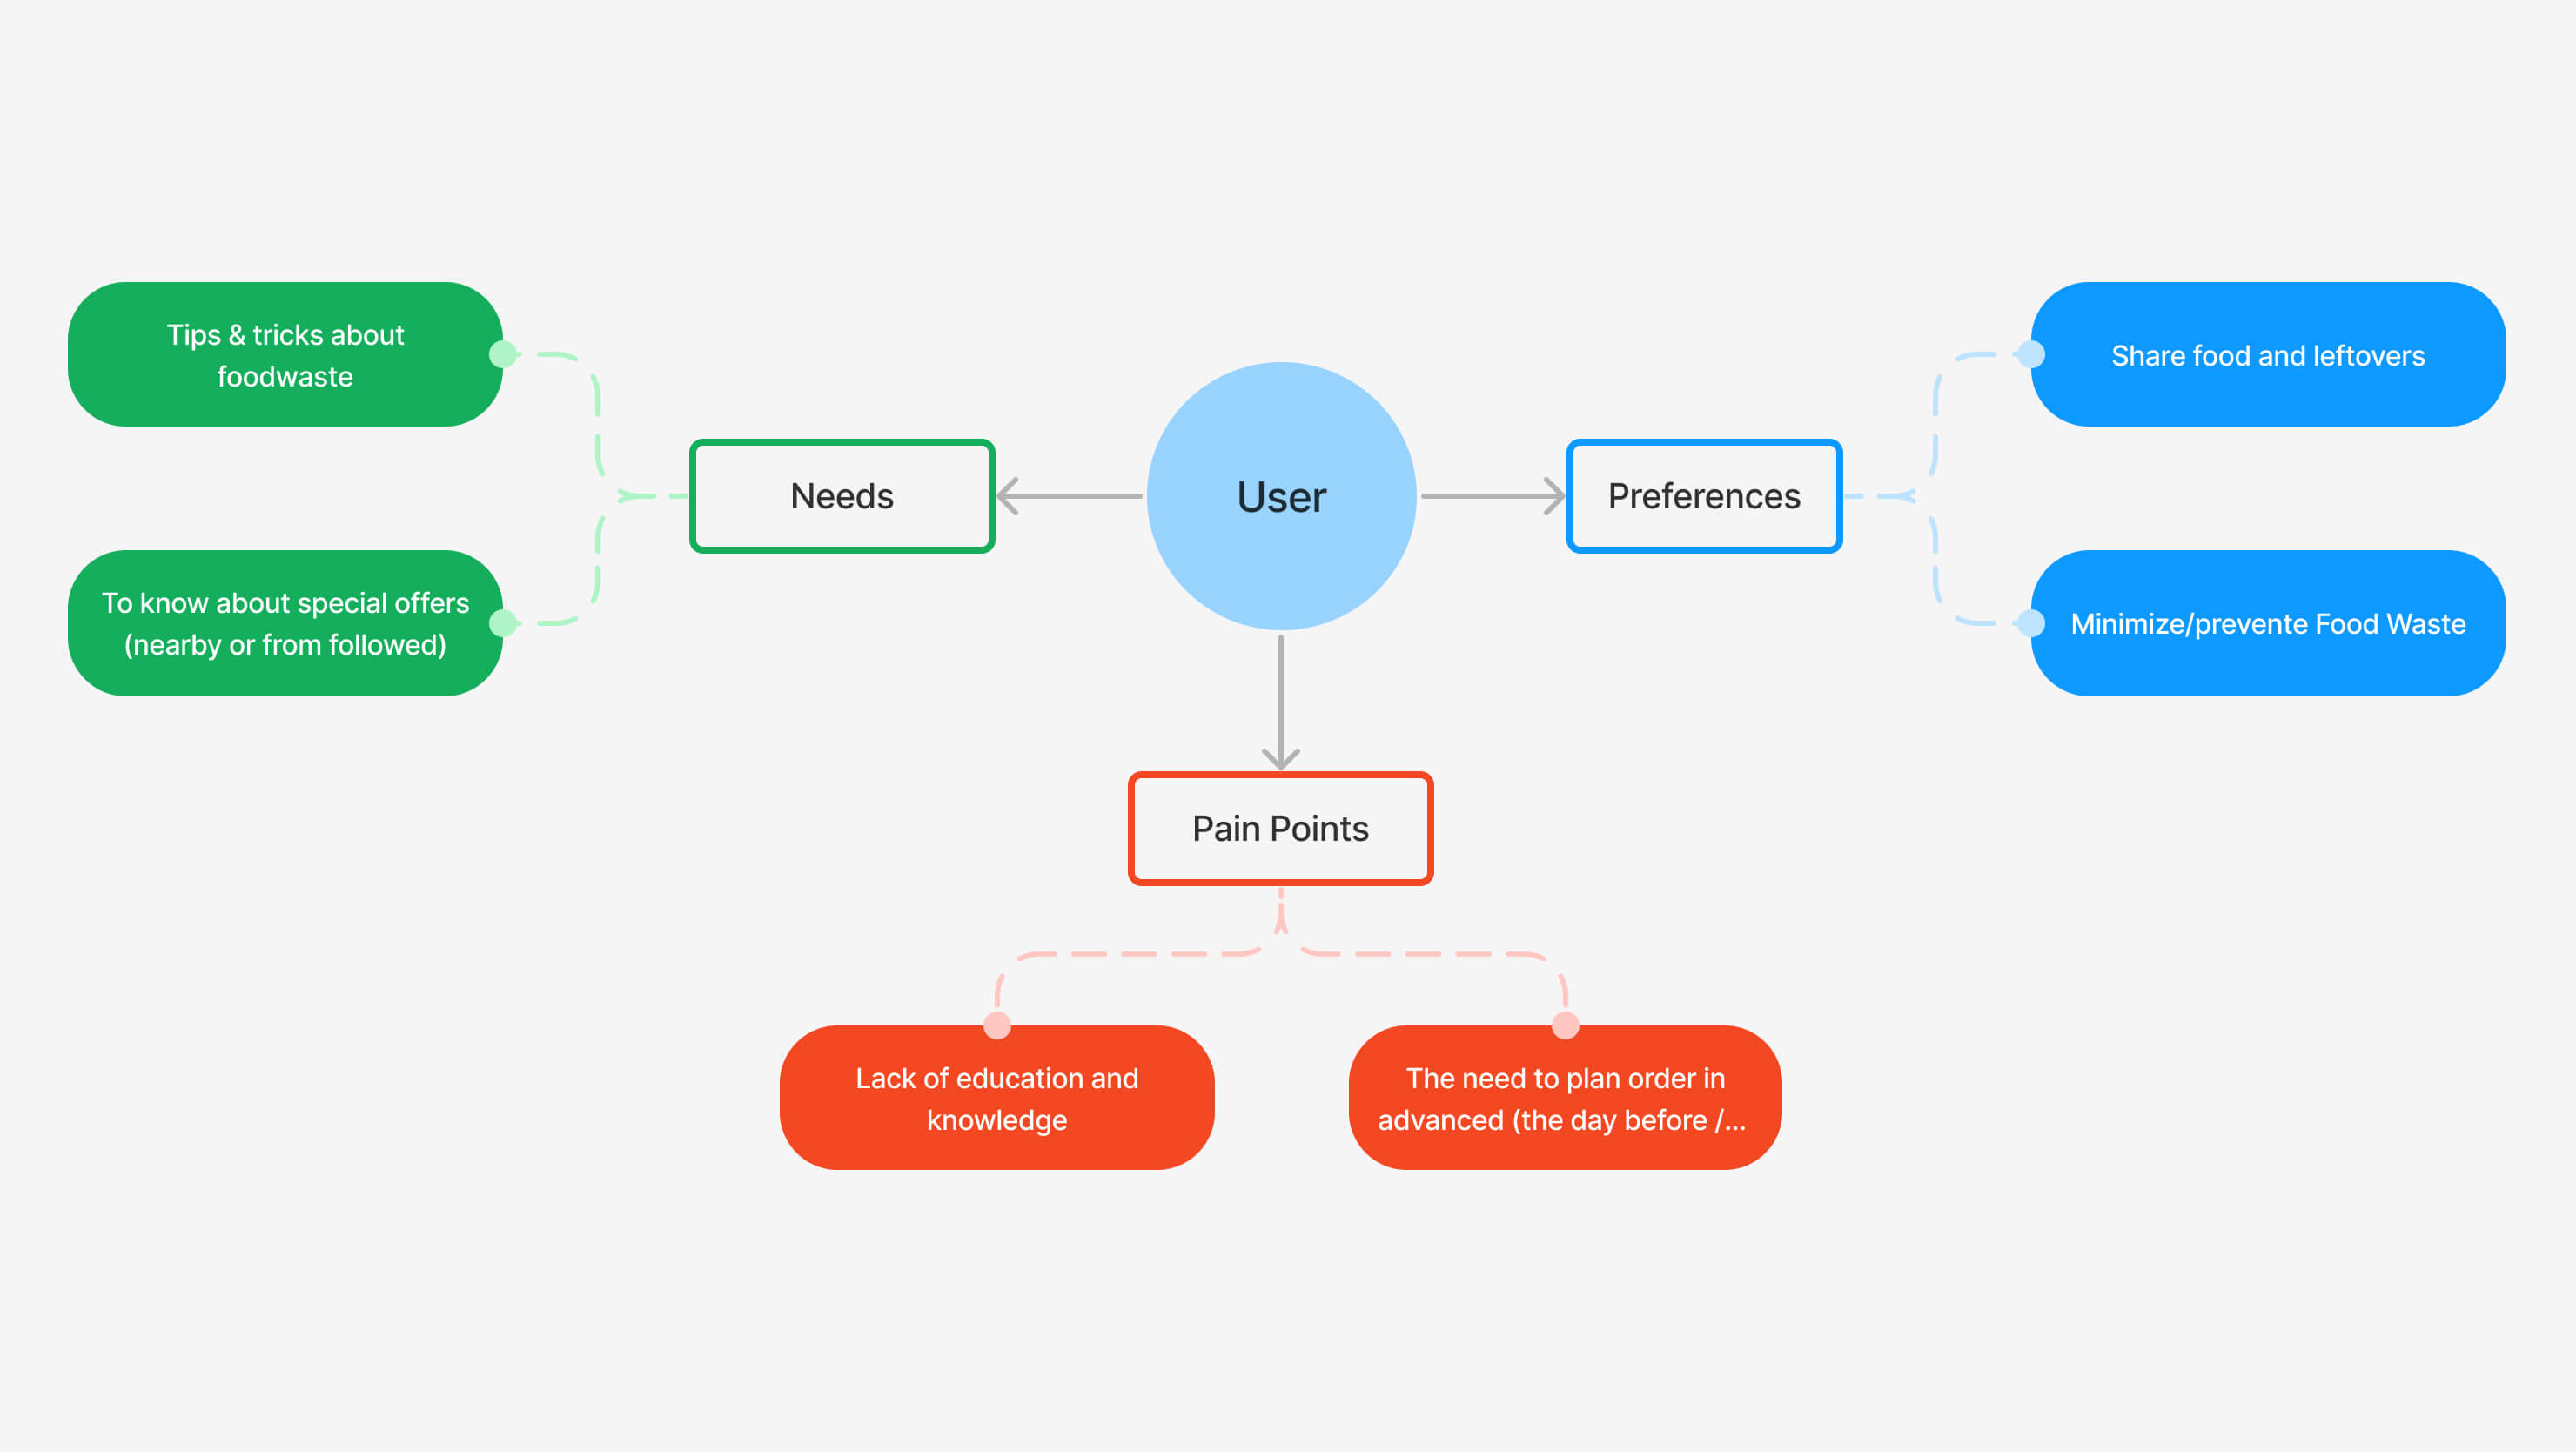 Tips & tricks about
foodwaste
To know about special offers
(nearby or from followed)
Needs
User
Preferences
Share food and leftovers
Minimize/prevente Food Waste
Pain Points
Lack of education and
knowledge
The need to plan order in
advanced (the day before /...